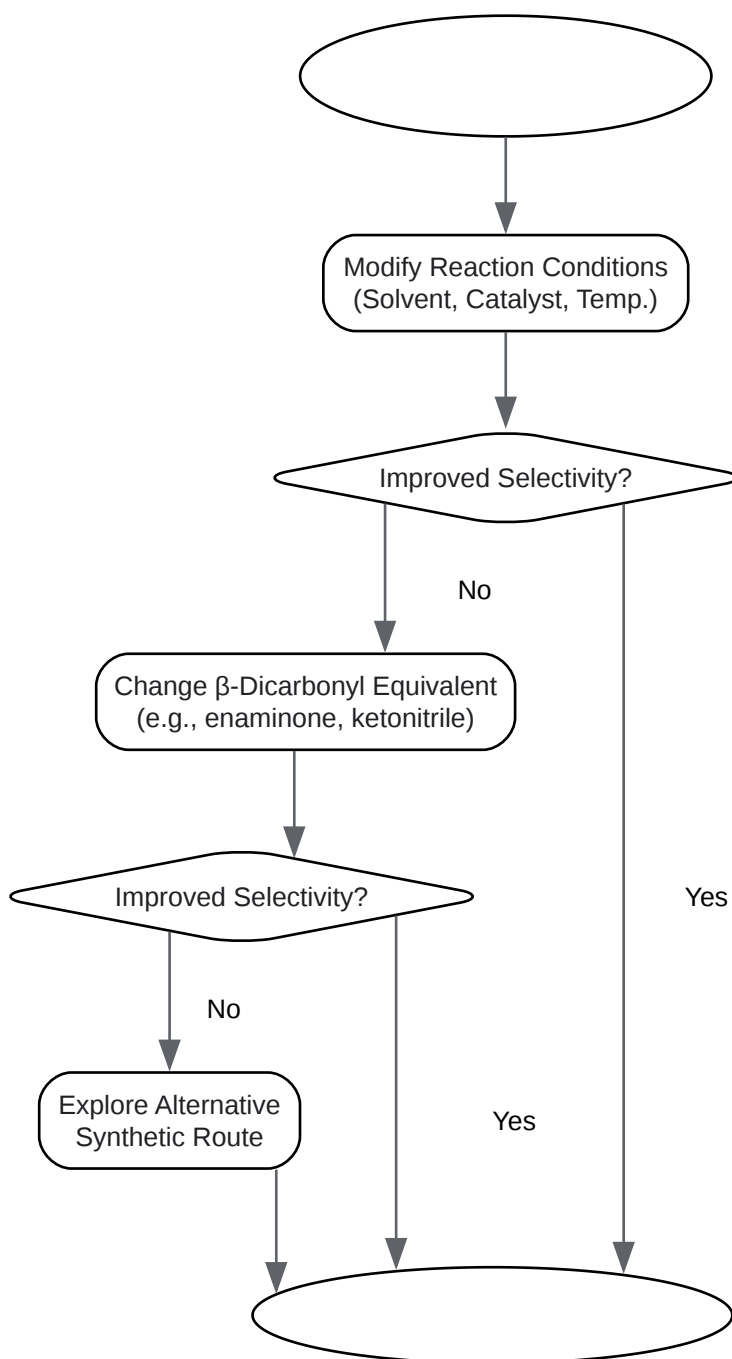 Modify Reaction Conditions
(Solvent, Catalyst, Temp.)
Improved Selectivity?
No
Change β-Dicarbonyl Equivalent
(e.g., enaminone, ketonitrile)
Improved Selectivity?
Yes
No
Explore Alternative
Synthetic Route
Yes